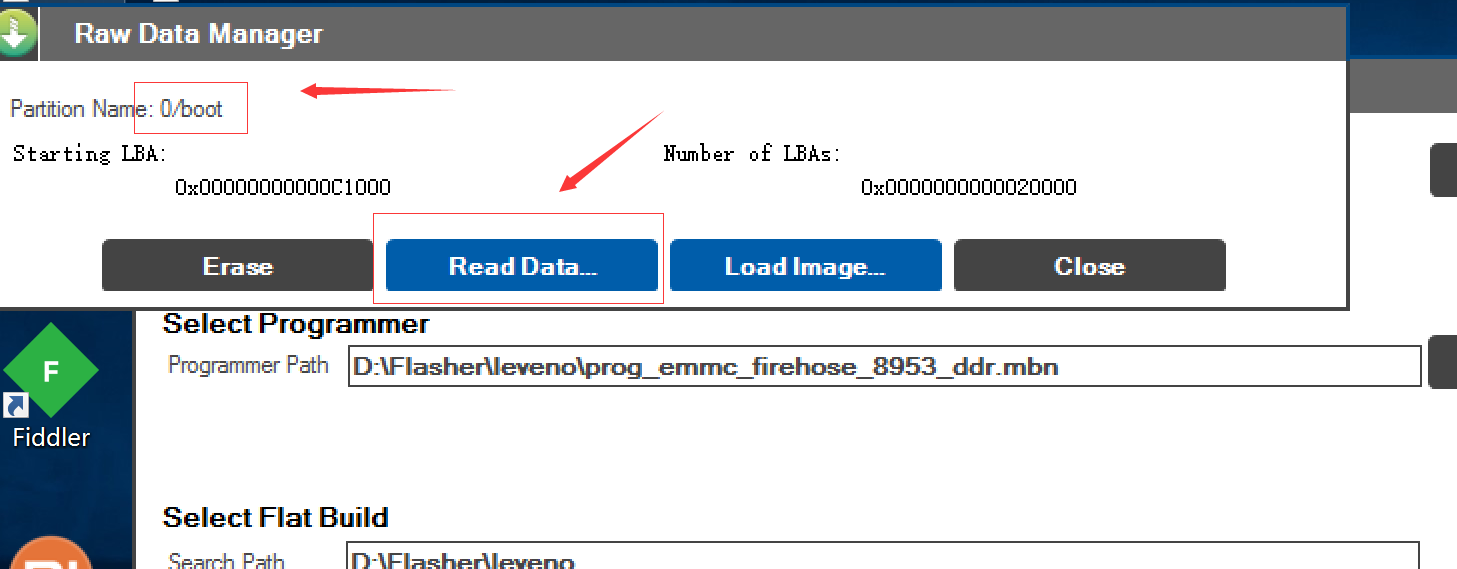 Raw Data Manager
Partition Name: 0/boot
Starting LBA:
Number of LBAs:
0x00000000000C1000
0x0000000000020000
Erase
Read Data...
Load Image...
Close
Select Programmer
Programmer Path
D:\Flasher\leveno\prog_emmc_firehose_8953_ddr.mbn
F
Fiddler
Select Flat Build
Search Path
D:\Flasher\leveno